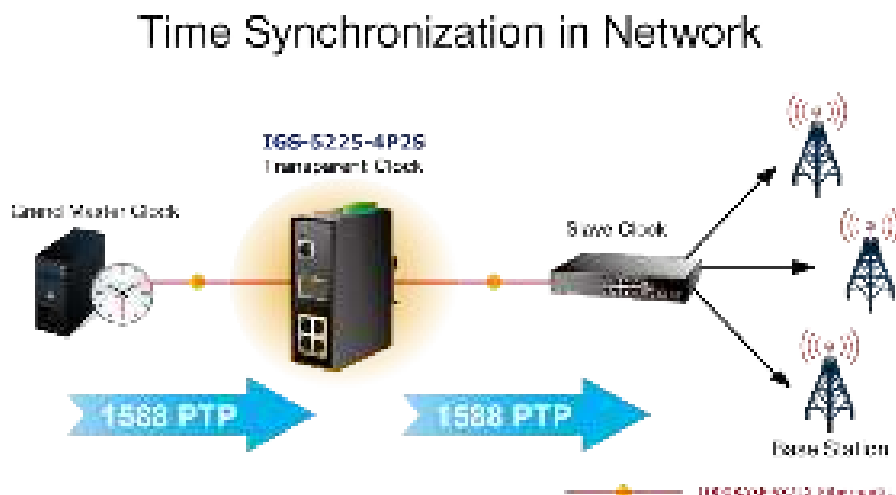 Time Synchronization in Network
IGS-5225-4P2S
Transparent Clock
Grand Master Clock
Slave Clock
1588 PTP
1588 PTP
Base Station